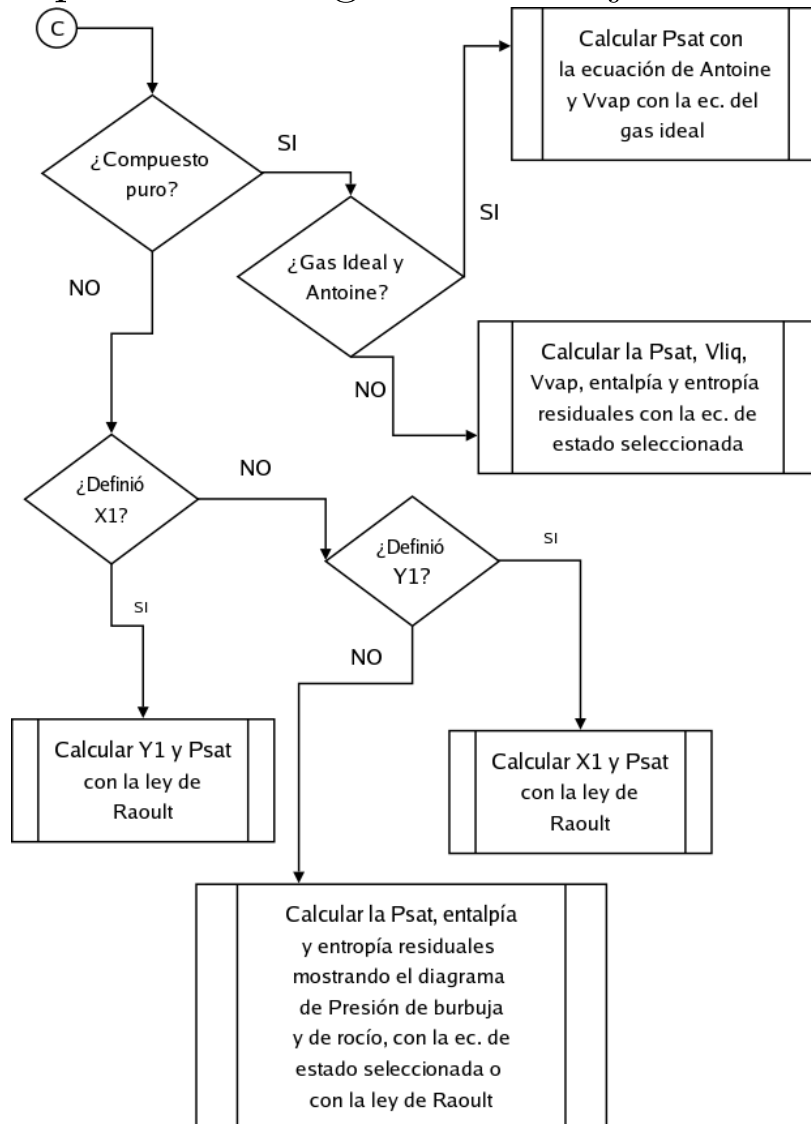 C
Calcular Psat con
la ecuación de Antoine
y Vvap con la ec. del
gas ideal
¿Compuesto
puro?
SI
SI
¿Gas Ideal y
Antoine?
NO
Calcular la Psat, Vliq,
Vvap, entalpía y entropía
residuales con la ec. de
estado seleccionada
NO
¿Definió
X1?
NO
¿Definió
Y1?
SI
SI
NO
Calcular Y1 y Psat
con la ley de
Raoult
Calcular X1 y Psat
con la ley de
Raoult
Calcular la Psat, entalpía
y entropía residuales
mostrando el diagrama
de Presión de burbuja
y de rocío, con la ec. de
estado seleccionada o
con la ley de Raoult